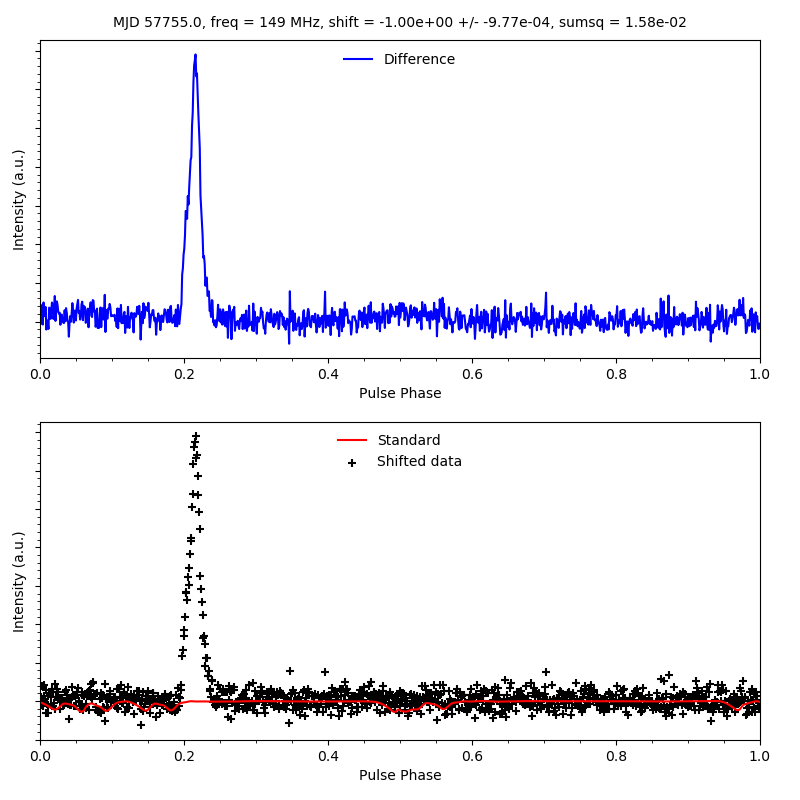 MJD 57755.0, freq = 149 MHz, shift = -1.00e+00 +/- -9.77e-04, sumsq = 1.58e-02
Difference
Intensity (a.u.)
0.0 0.2 0.4 0.6 0.8 1.0
Pulse Phase
Standard
Shifted data
Intensity (a.u.)
0.0 0.2 0.4 0.6 0.8 1.0
Pulse Phase